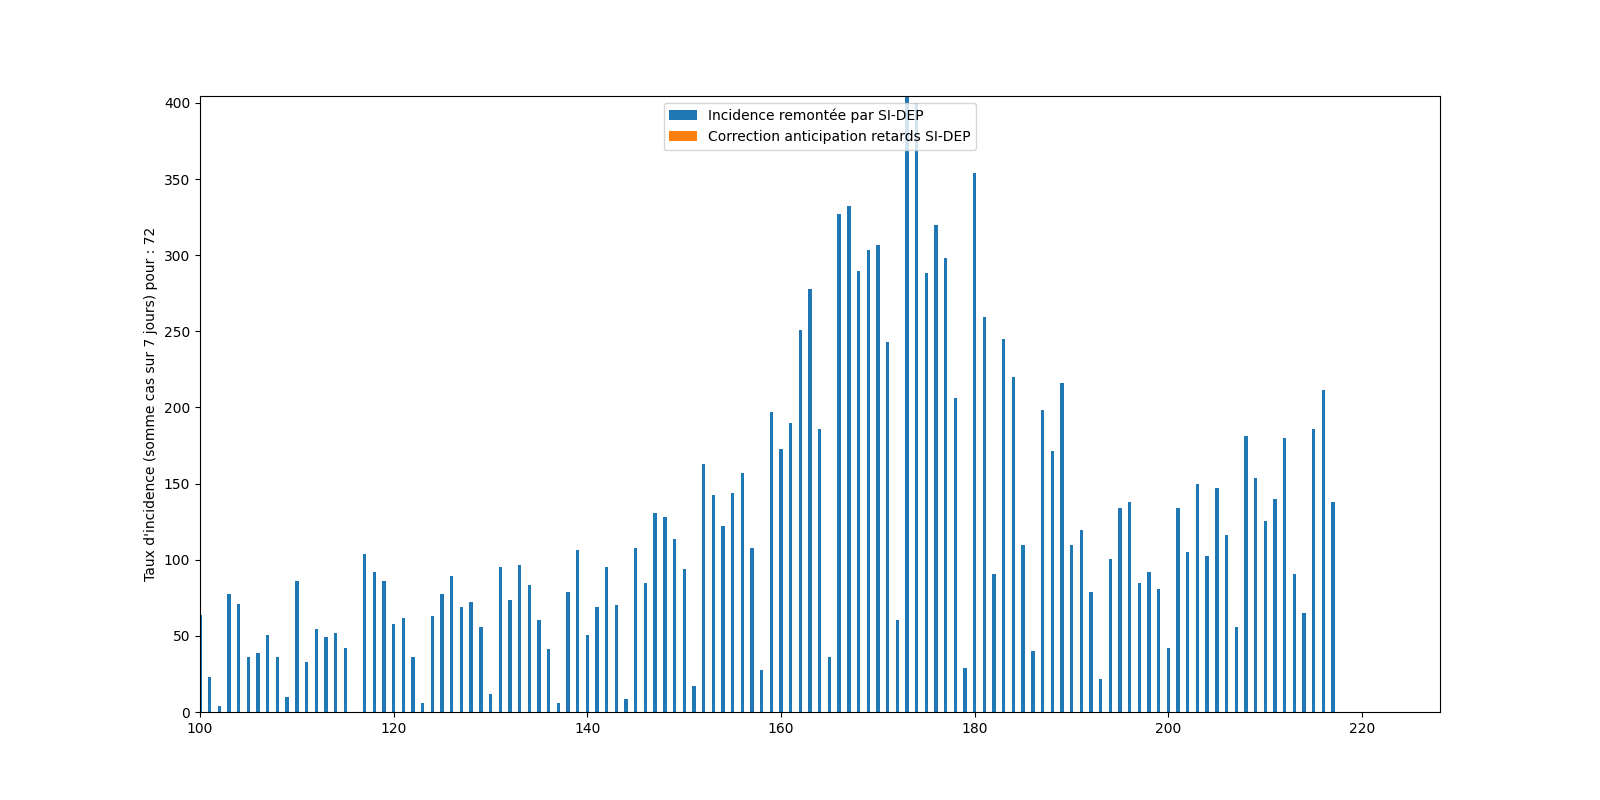 Incidence remontée par SI-DEP
Correction anticipation retards SI-DEP
Taux d'incidence (somme cas sur 7 jours) pour : 72
400
350
300
250
200
150
100
50
0
100 120 140 160 180 200 220